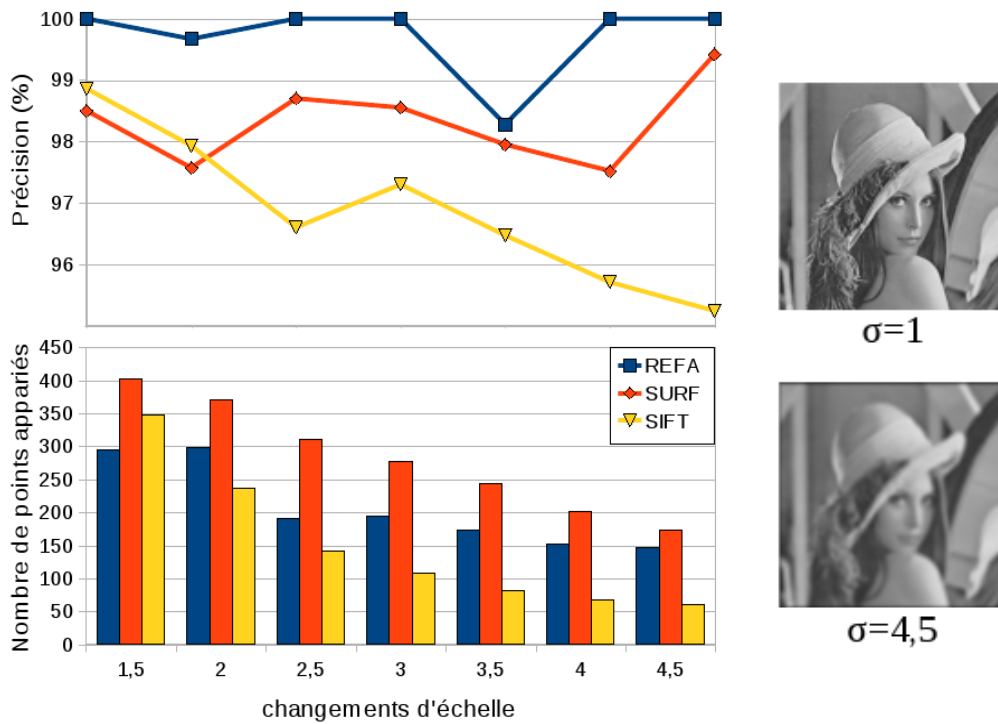 Précision (%)
100
99
98
97
96
Nombre de points appariés
450
400
350
300
250
200
150
100
50
0
REFA
SURF
SIFT
1,5 2 2,5 3 3,5 4 4,5
changements d'échelle
σ=1
σ=4,5